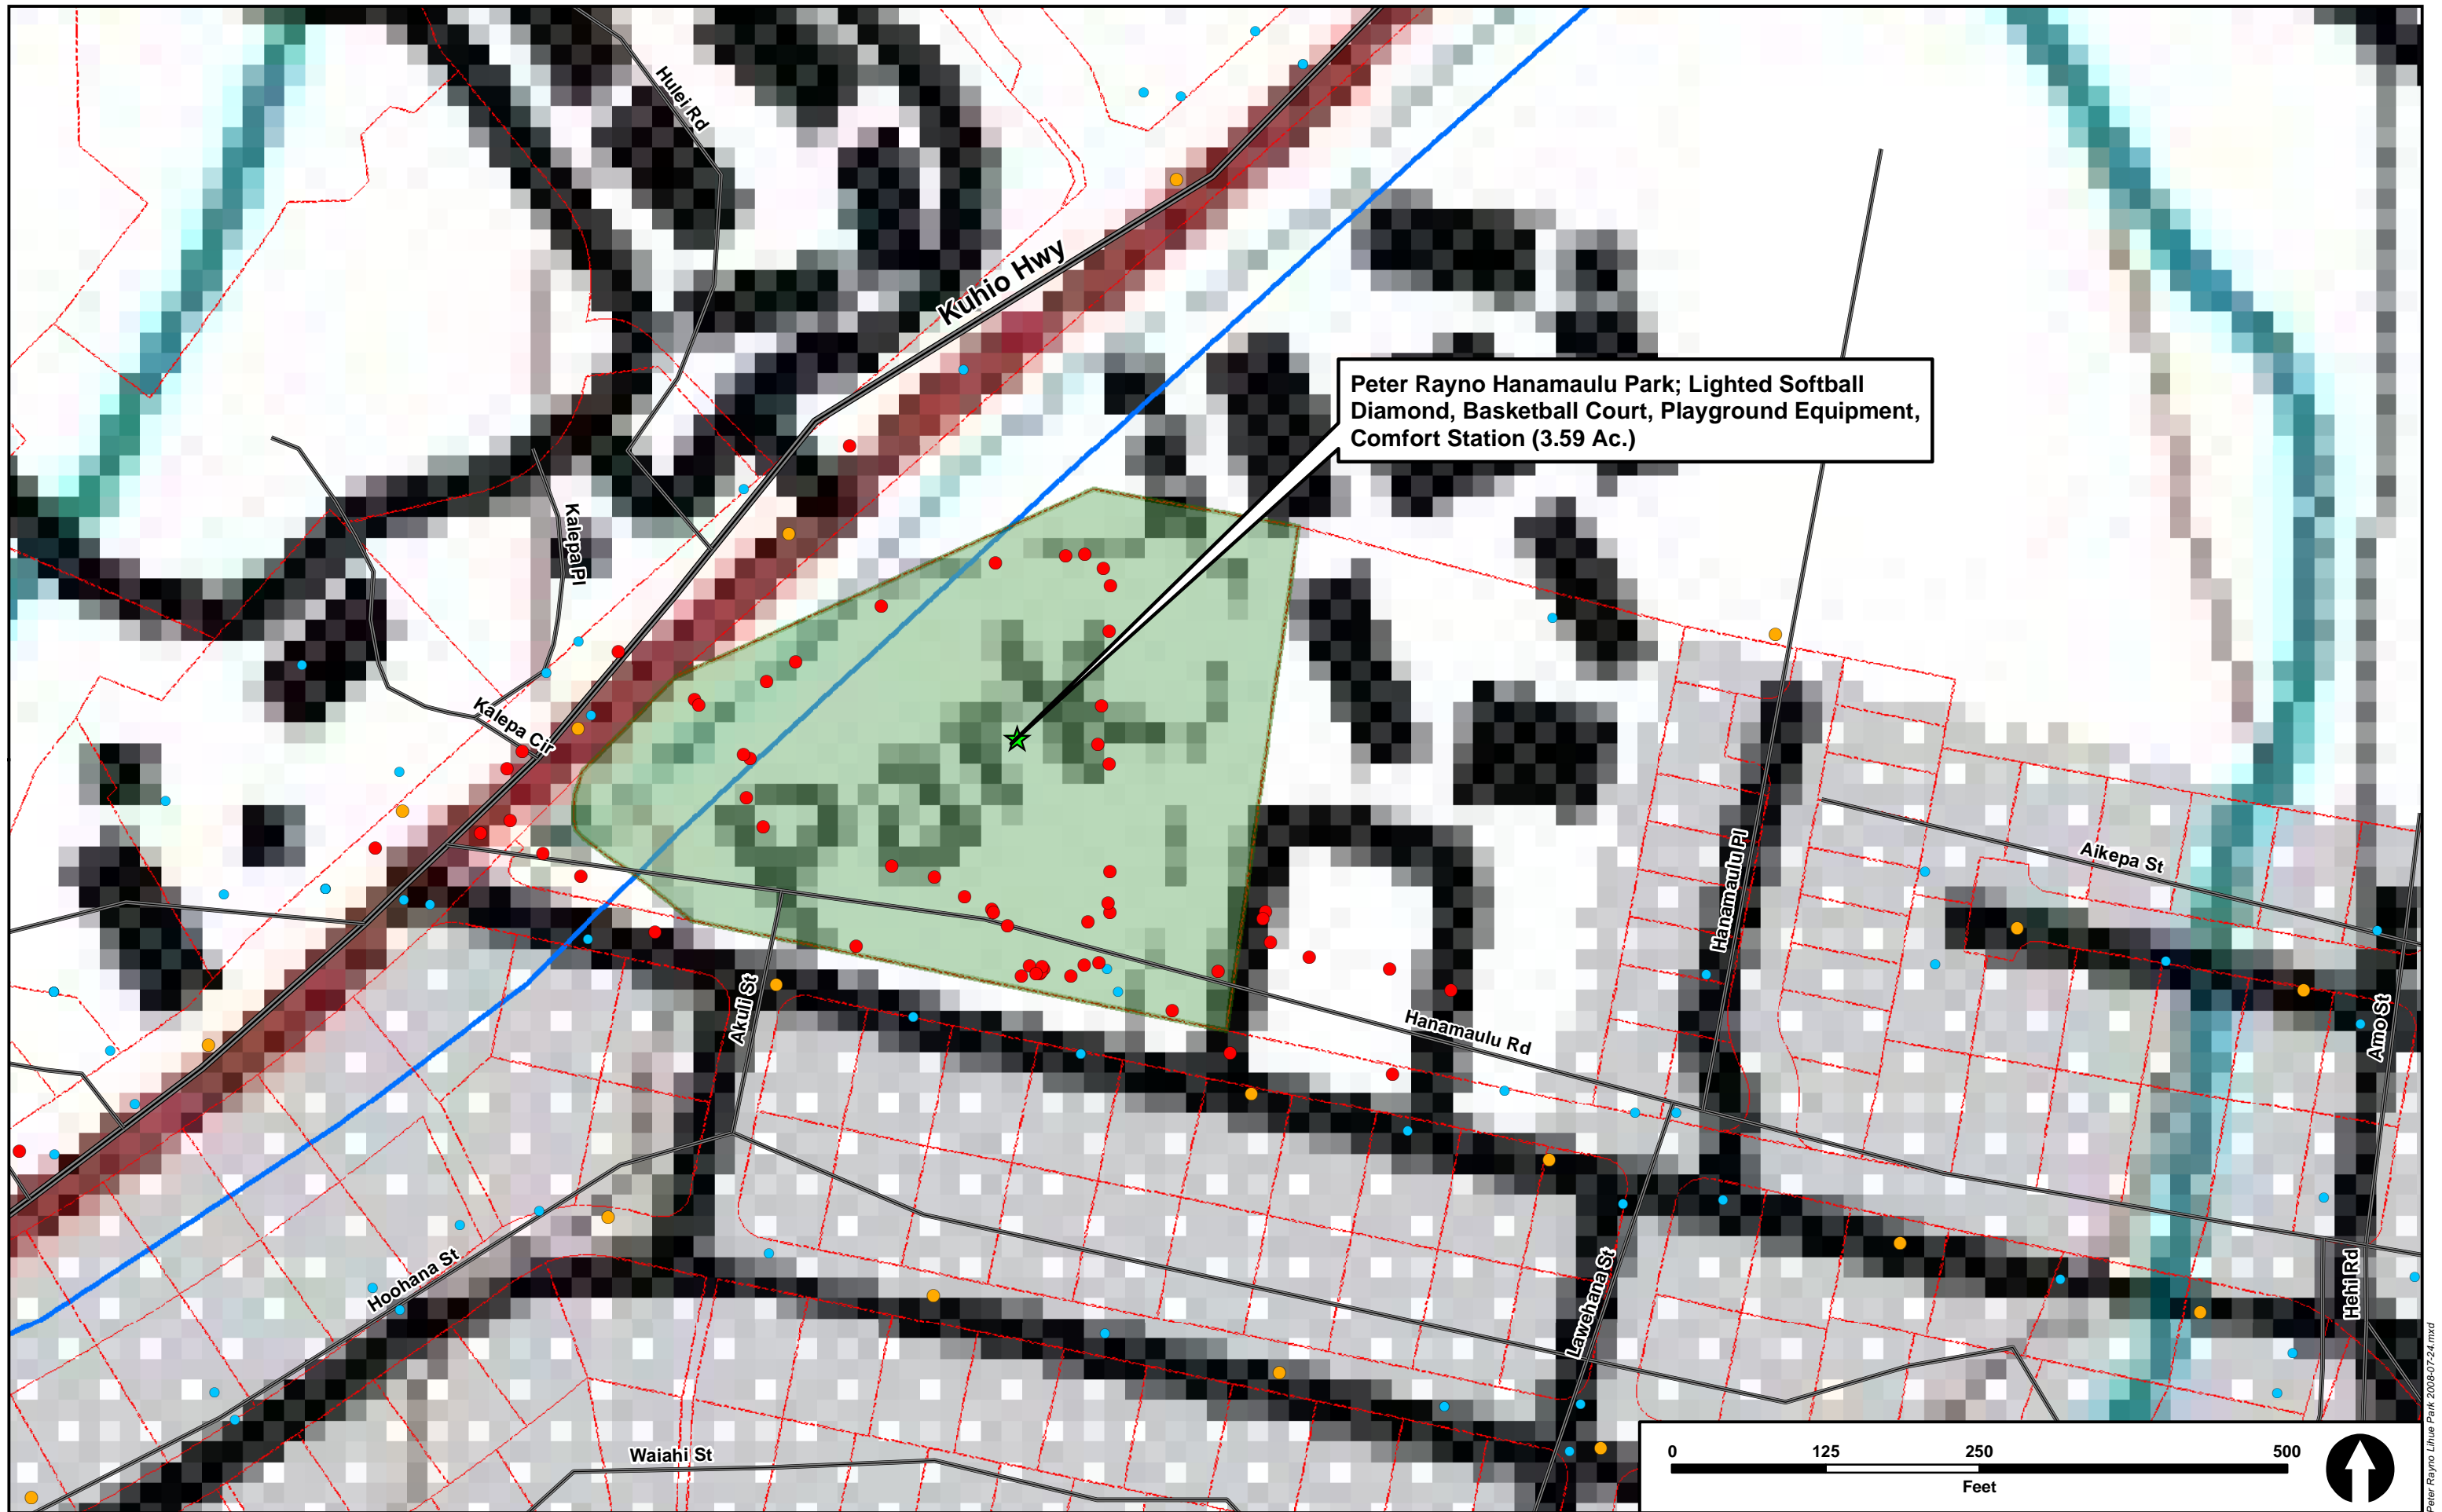 Hulei Rd
Kuhio Hwy
Peter Rayno Hanamaulu Park; Lighted Softball
Diamond, Basketball Court, Playground Equipment,
Comfort Station (3.59 Ac.)
Kalepa Pl
Kalepa Cir
Park
Hanamaulu Pl
Aikepa St
Akuli St
Hanamaulu Rd
Amo St
Hoohana St
Lawehana St
Hehi Rd
Waiahi St
0 125 250 500
Feet
Peter Rayno Lihue Park 2008-07-24.mxd